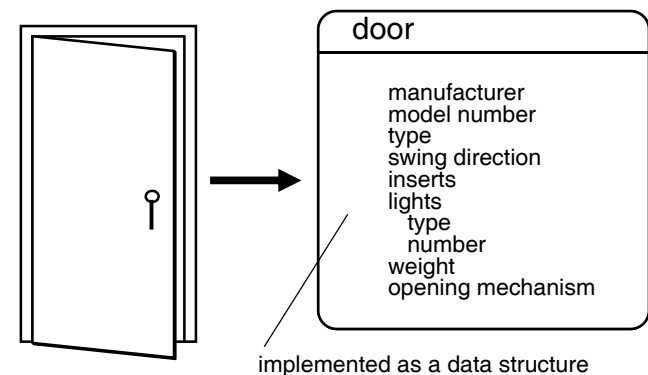 door
manufacturer
model number
type
swing direction
inserts
lights
type
number
weight
opening mechanism
implemented as a data structure